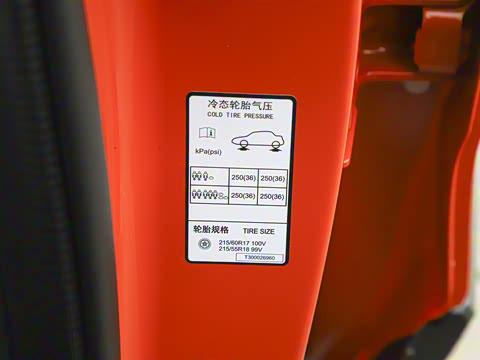 冷态轮胎气压
COLD TIRE PRESSURE
kPa(psi)
250(36) 250(36)
250(36) 250(36)
轮胎规格 TIRE SIZE
215/60R17 100V
215/55R18 99V
T300026960